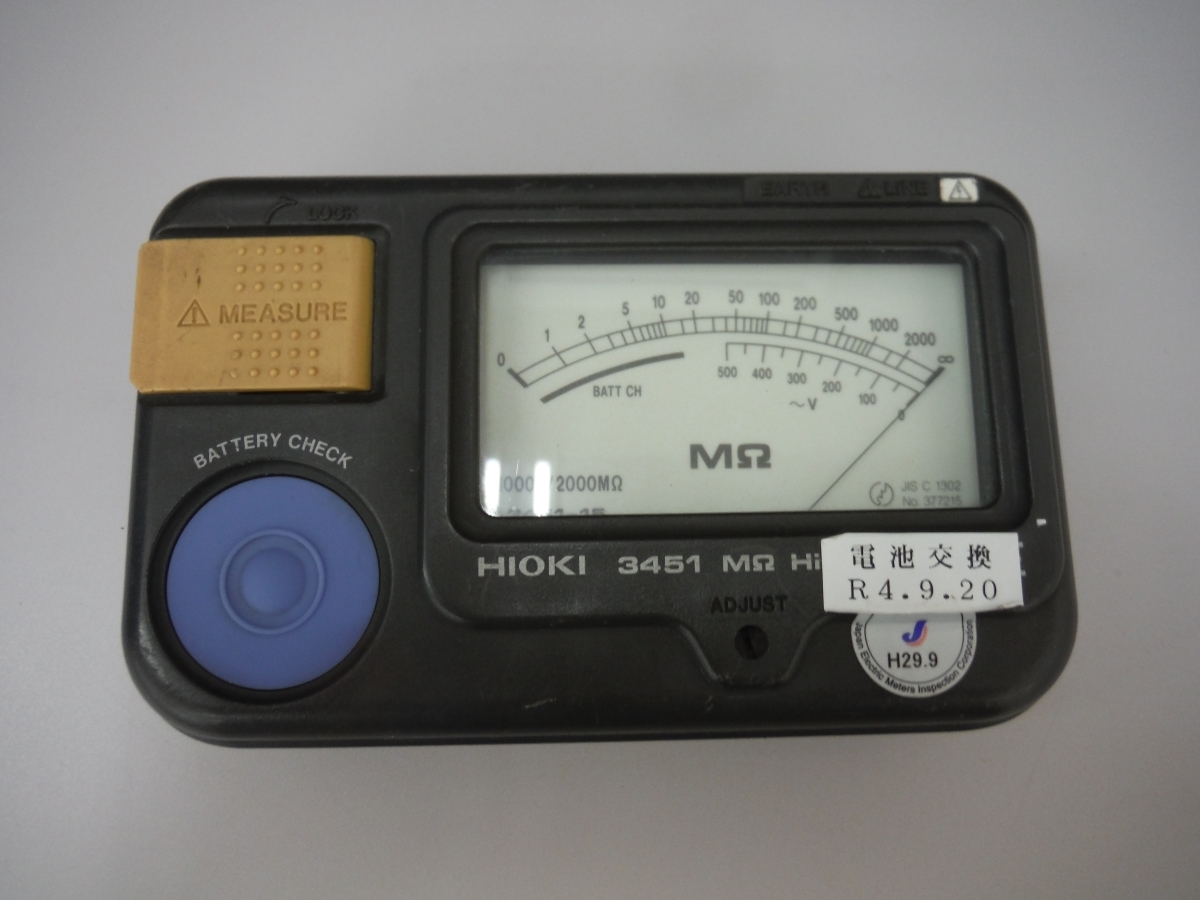 EARTH ⚠LINE ⚠
LOCK
⚠ MEASURE
BATTERY CHECK
0 1 2 5 10 20 50 100 200 500 1000 2000 ∞
BATT CH
500 400 300 200 100 0
～V
MΩ
2000MΩ
JIS C 1302
No. 377215
HIOKI 3451 MΩ Hi
電池交換
R4.9.20
ADJUST
J
H29.9
Japan Electric Meters Inspection Corporation